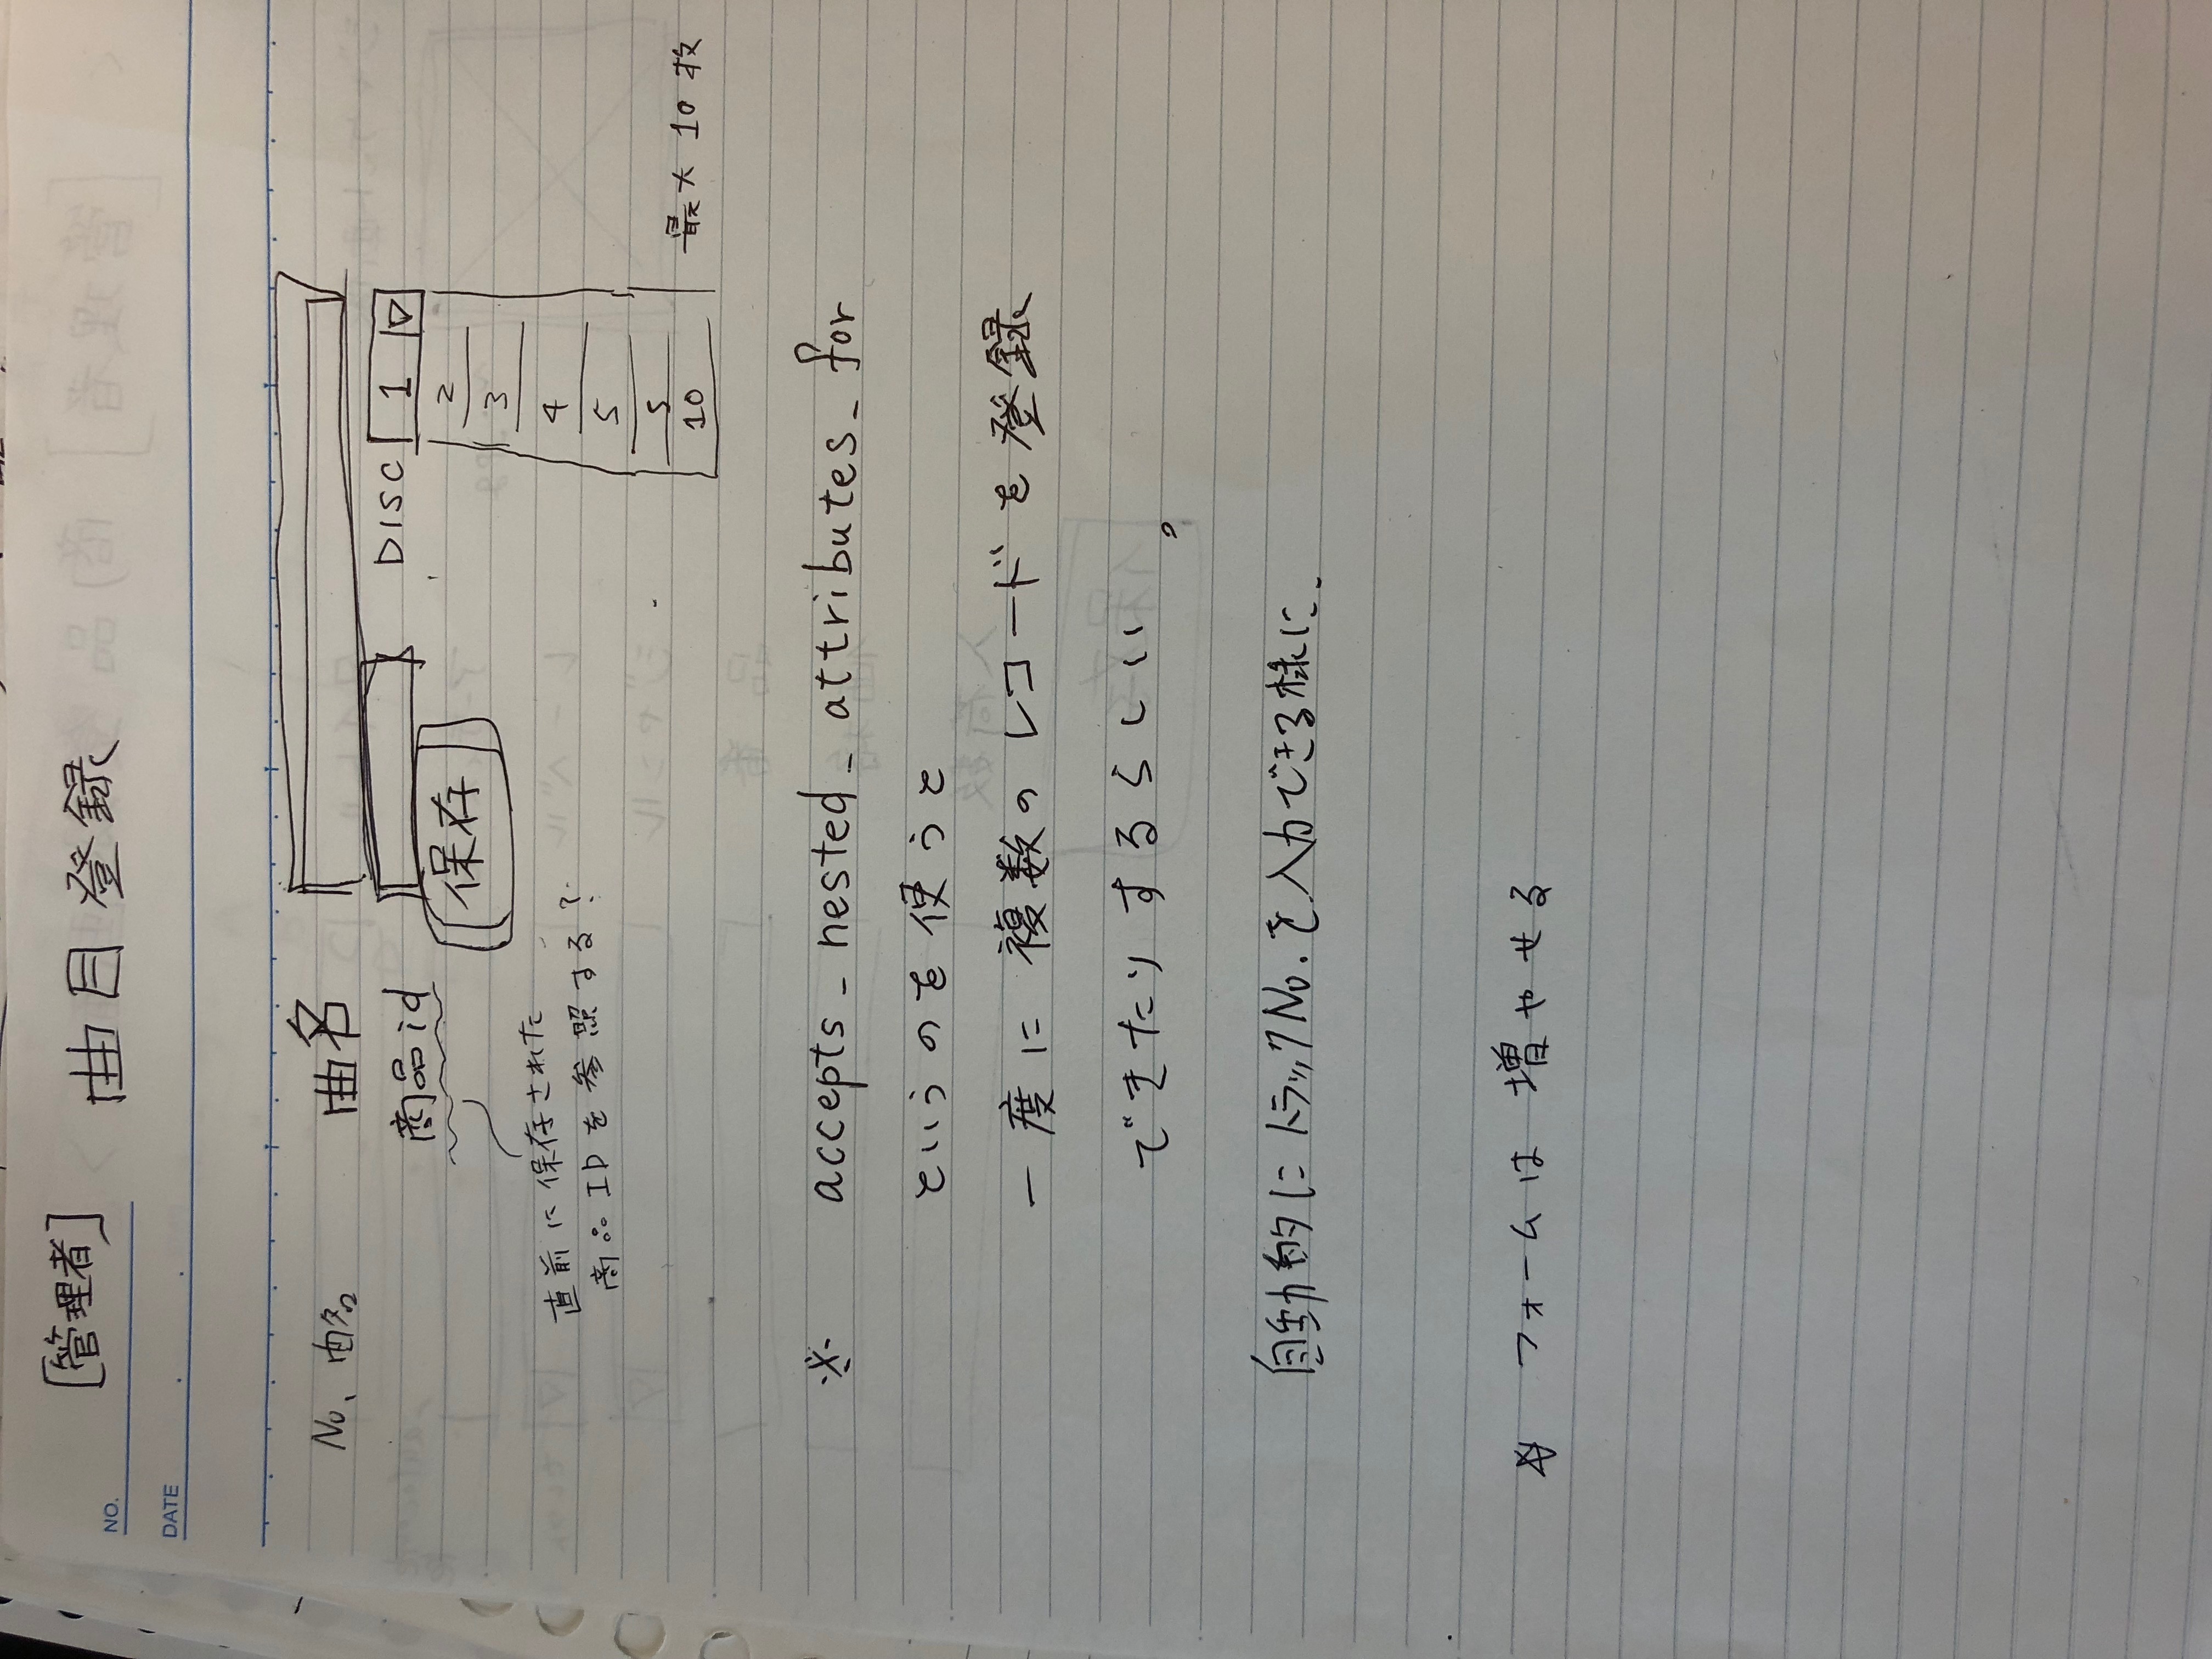 [管理者] 曲目登録
NO.
DATE
No. 曲名 曲名
商品id DISC 1
保存
2
3
4
5
5
10
最大 10 枚
直前に保存された
商品 IDを参照する?
※ accepts_nested_attributes_for
というのを使うと
一度に複数のレコードを登録
できたりするらしい。
自動的にトラックNo.を入力できる様に.
☆ フォームは増やせる